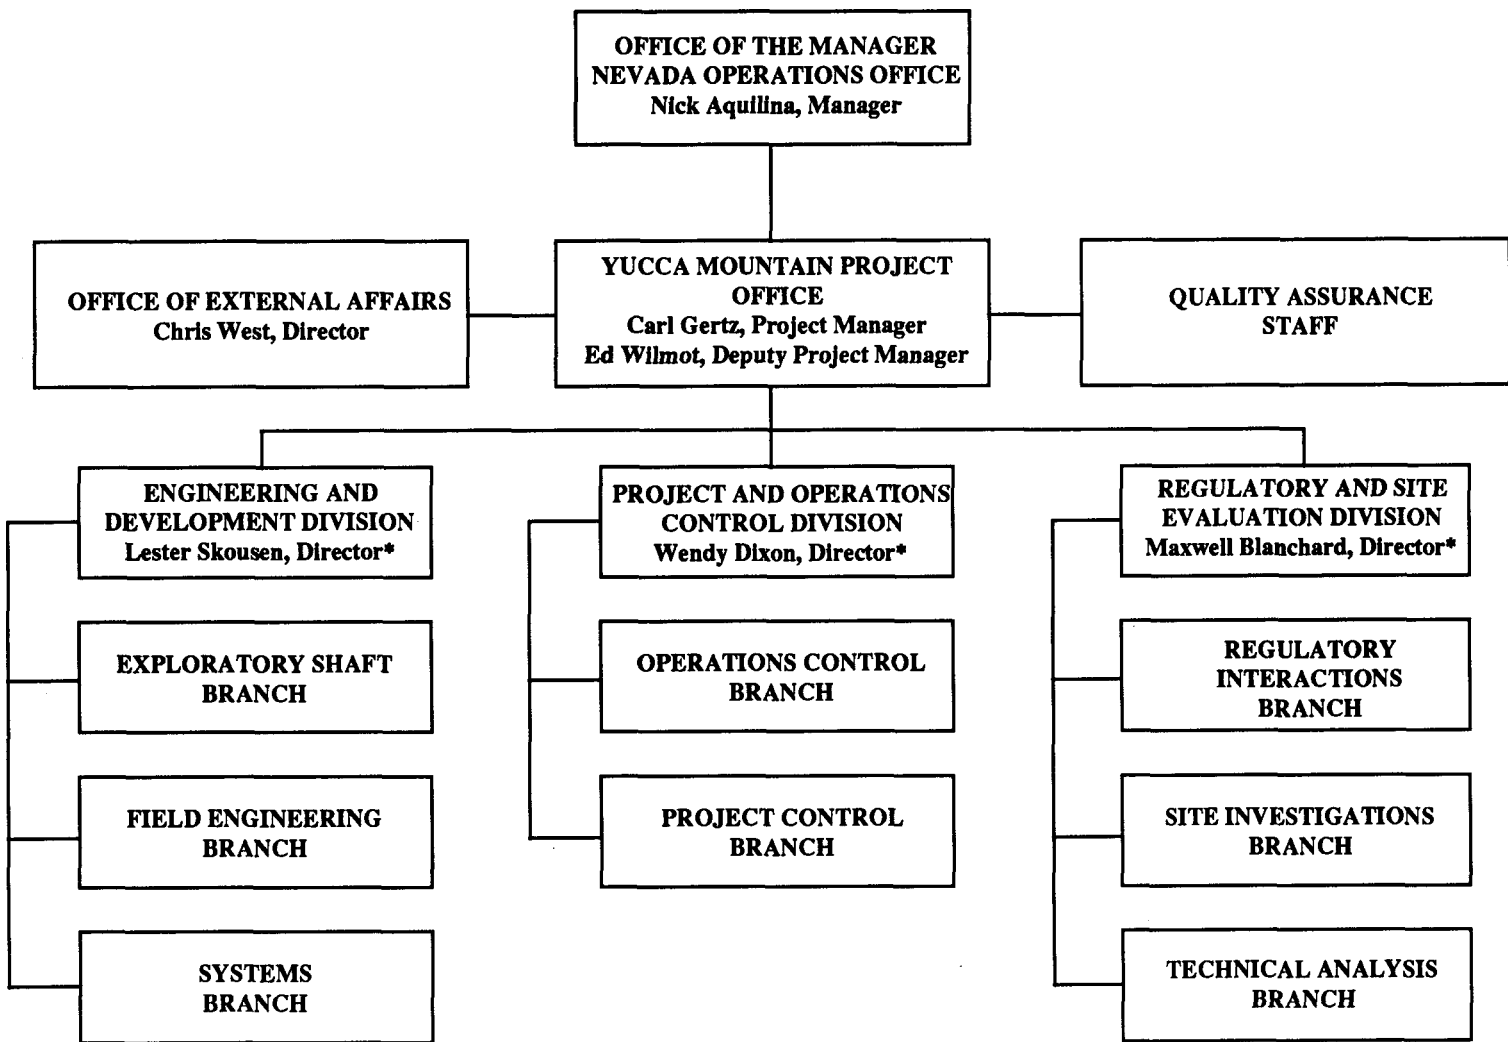 OFFICE OF THE MANAGER
NEVADA OPERATIONS OFFICE
Nick Aquilina, Manager
OFFICE OF EXTERNAL AFFAIRS
Chris West, Director
YUCCA MOUNTAIN PROJECT
OFFICE
Carl Gertz, Project Manager
Ed Wilmot, Deputy Project Manager
QUALITY ASSURANCE
STAFF
ENGINEERING AND
DEVELOPMENT DIVISION
Lester Skousen, Director*
PROJECT AND OPERATIONS
CONTROL DIVISION
Wendy Dixon, Director*
REGULATORY AND SITE
EVALUATION DIVISION
Maxwell Blanchard, Director*
EXPLORATORY SHAFT
BRANCH
OPERATIONS CONTROL
BRANCH
REGULATORY
INTERACTIONS
BRANCH
FIELD ENGINEERING
BRANCH
PROJECT CONTROL
BRANCH
SITE INVESTIGATIONS
BRANCH
SYSTEMS
BRANCH
TECHNICAL ANALYSIS
BRANCH